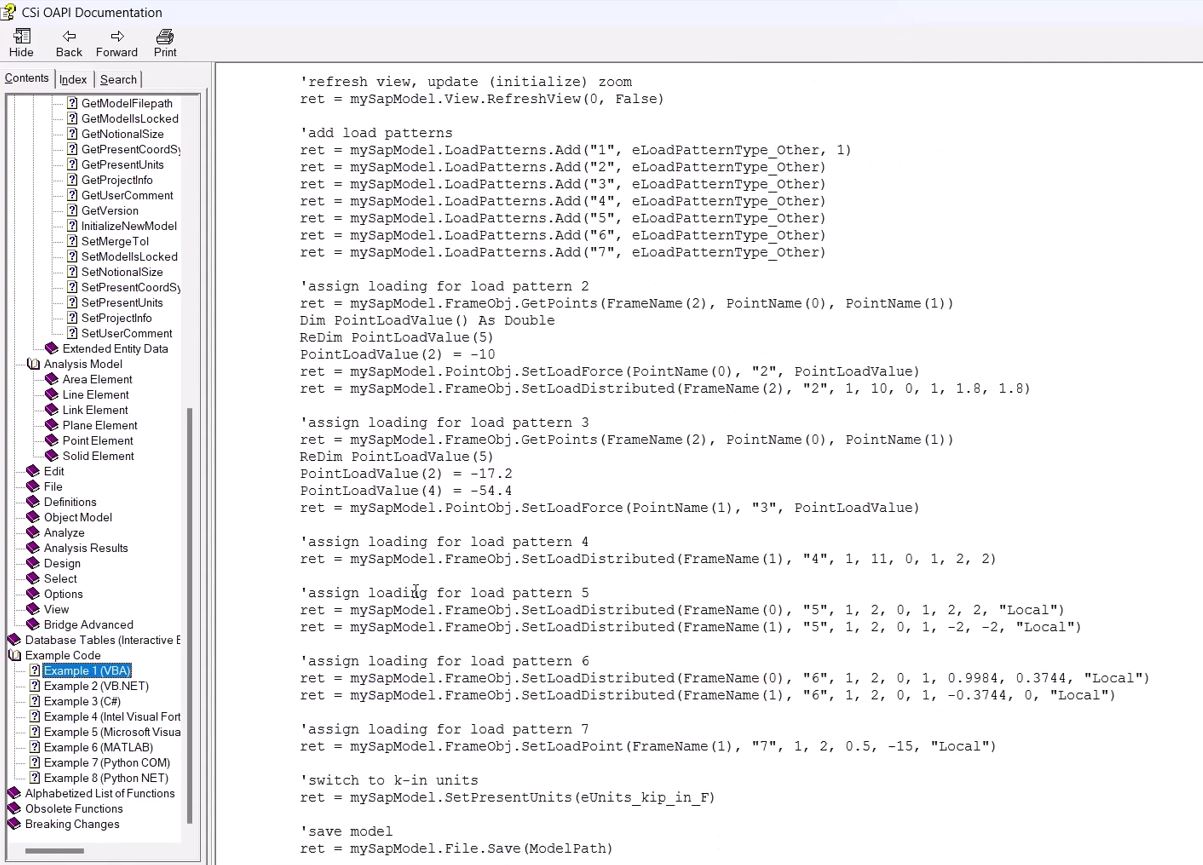 CSi OAPI Documentation
Hide Back Forward Print
Contents Index Search
GetModelFilepath
GetModelIsLocked
GetNotionalSize
GetPresentCoordSy
GetPresentUnits
GetProjectInfo
GetUserComment
GetVersion
InitializeNewModel
SetMergeTol
SetModelIsLocked
SetNotionalSize
SetPresentCoordSy
SetPresentUnits
SetProjectInfo
SetUserComment
Extended Entity Data
Analysis Model
Area Element
Line Element
Link Element
Plane Element
Point Element
Solid Element
Edit
File
Definitions
Object Model
Analyze
Analysis Results
Design
Select
Options
View
Bridge Advanced
Database Tables (Interactive E
Example Code
Example 1 (VBA)
Example 2 (VB.NET)
Example 3 (C#)
Example 4 (Intel Visual Fort
Example 5 (Microsoft Visua
Example 6 (MATLAB)
Example 7 (Python COM)
Example 8 (Python NET)
Alphabetized List of Functions
Obsolete Functions
Breaking Changes
'refresh view, update (initialize) zoom
ret = mySapModel.View.RefreshView(0, False)
'add load patterns
ret = mySapModel.LoadPatterns.Add("1", eLoadPatternType_Other, 1)
ret = mySapModel.LoadPatterns.Add("2", eLoadPatternType_Other)
ret = mySapModel.LoadPatterns.Add("3", eLoadPatternType_Other)
ret = mySapModel.LoadPatterns.Add("4", eLoadPatternType_Other)
ret = mySapModel.LoadPatterns.Add("5", eLoadPatternType_Other)
ret = mySapModel.LoadPatterns.Add("6", eLoadPatternType_Other)
ret = mySapModel.LoadPatterns.Add("7", eLoadPatternType_Other)
'assign loading for load pattern 2
ret = mySapModel.FrameObj.GetPoints(FrameName(2), PointName(0), PointName(1))
Dim PointLoadValue() As Double
ReDim PointLoadValue(5)
PointLoadValue(2) = -10
ret = mySapModel.PointObj.SetLoadForce(PointName(0), "2", PointLoadValue)
ret = mySapModel.FrameObj.SetLoadDistributed(FrameName(2), "2", 1, 10, 0, 1, 1.8, 1.8)
'assign loading for load pattern 3
ret = mySapModel.FrameObj.GetPoints(FrameName(2), PointName(0), PointName(1))
ReDim PointLoadValue(5)
PointLoadValue(2) = -17.2
PointLoadValue(4) = -54.4
ret = mySapModel.PointObj.SetLoadForce(PointName(1), "3", PointLoadValue)
'assign loading for load pattern 4
ret = mySapModel.FrameObj.SetLoadDistributed(FrameName(1), "4", 1, 11, 0, 1, 2, 2)
'assign loading for load pattern 5
ret = mySapModel.FrameObj.SetLoadDistributed(FrameName(0), "5", 1, 2, 0, 1, 2, 2, "Local")
ret = mySapModel.FrameObj.SetLoadDistributed(FrameName(1), "5", 1, 2, 0, 1, -2, -2, "Local")
'assign loading for load pattern 6
ret = mySapModel.FrameObj.SetLoadDistributed(FrameName(0), "6", 1, 2, 0, 1, 0.9984, 0.3744, "Local")
ret = mySapModel.FrameObj.SetLoadDistributed(FrameName(1), "6", 1, 2, 0, 1, -0.3744, 0, "Local")
'assign loading for load pattern 7
ret = mySapModel.FrameObj.SetLoadPoint(FrameName(1), "7", 1, 2, 0.5, -15, "Local")
'switch to k-in units
ret = mySapModel.SetPresentUnits(eUnits_kip_in_F)
'save model
ret = mySapModel.File.Save(ModelPath)